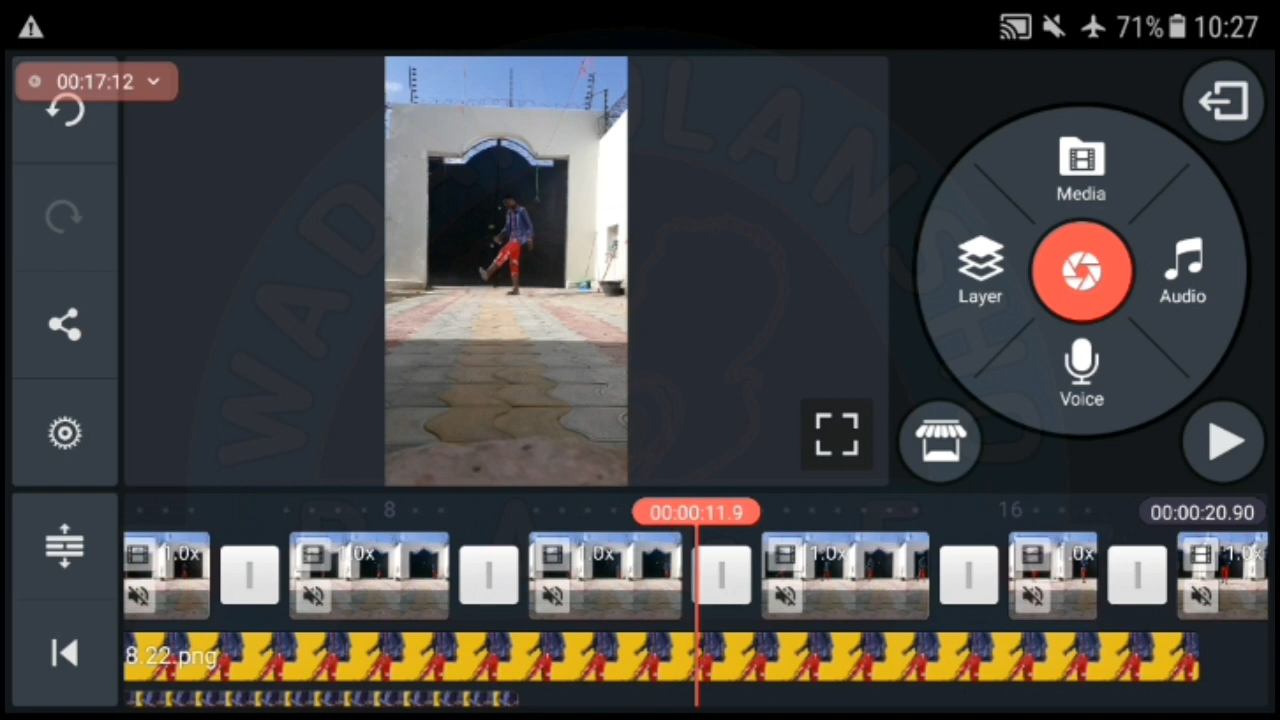 71% 10:27
00:17:12
Media
Layer
Audio
Voice
8
00:00:11.9
16
00:00:20.90
1.0x
1.0x
1.0x
1.0x
1.0x
1.0x
8.22.png